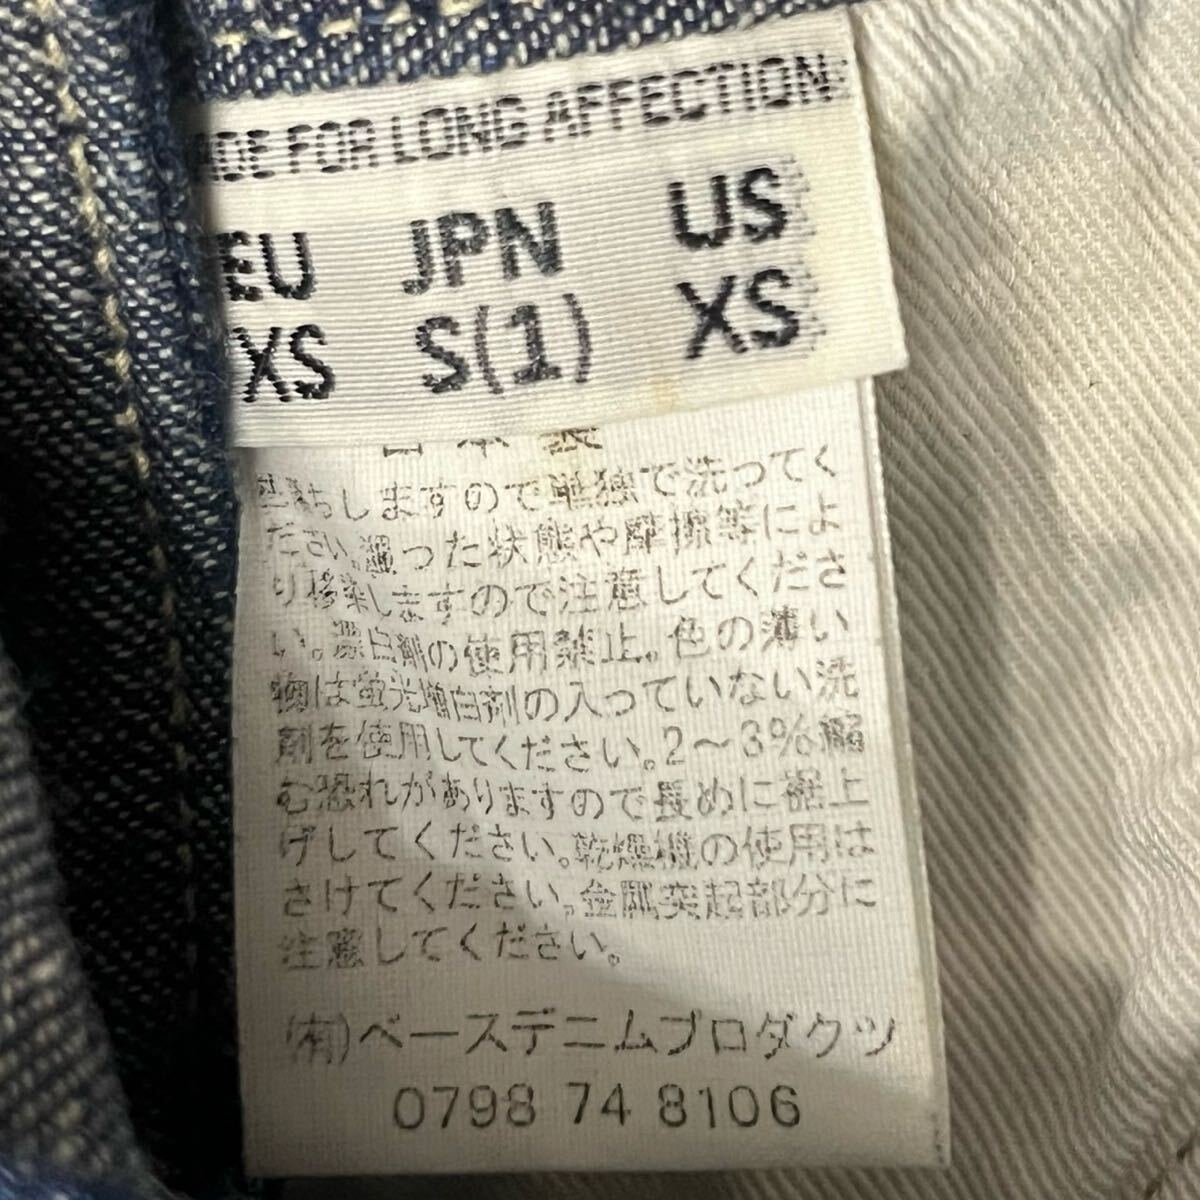 FOR LONG AFFECTION
EU JPN US
XS S(1) XS
日本製
色落ちしますので単独で洗ってく
ださい。湿った状態や摩擦等によ
り移染しますので注意してくださ
い。漂白剤の使用禁止。色の薄い
物は蛍光増白剤の入っていない洗
剤を使用してください。2〜3%縮
む恐れがありますので長めに裾上
げしてください。乾燥機の使用は
さけてください。金属突起部分に
注意してください。
(有)ベースデニムプロダクツ
0798 74 8106